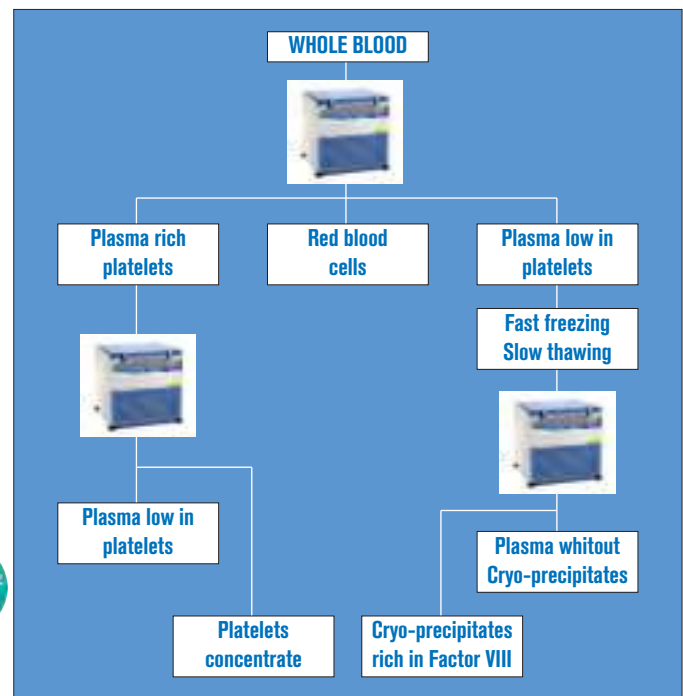 WHOLE BLOOD
Plasma rich
platelets
Red blood
cells
Plasma low in
platelets
Fast freezing
Slow thawing
Plasma low in
platelets
Plasma whitout
Cryo-precipitates
Platelets
concentrate
Cryo-precipitates
rich in Factor VIII